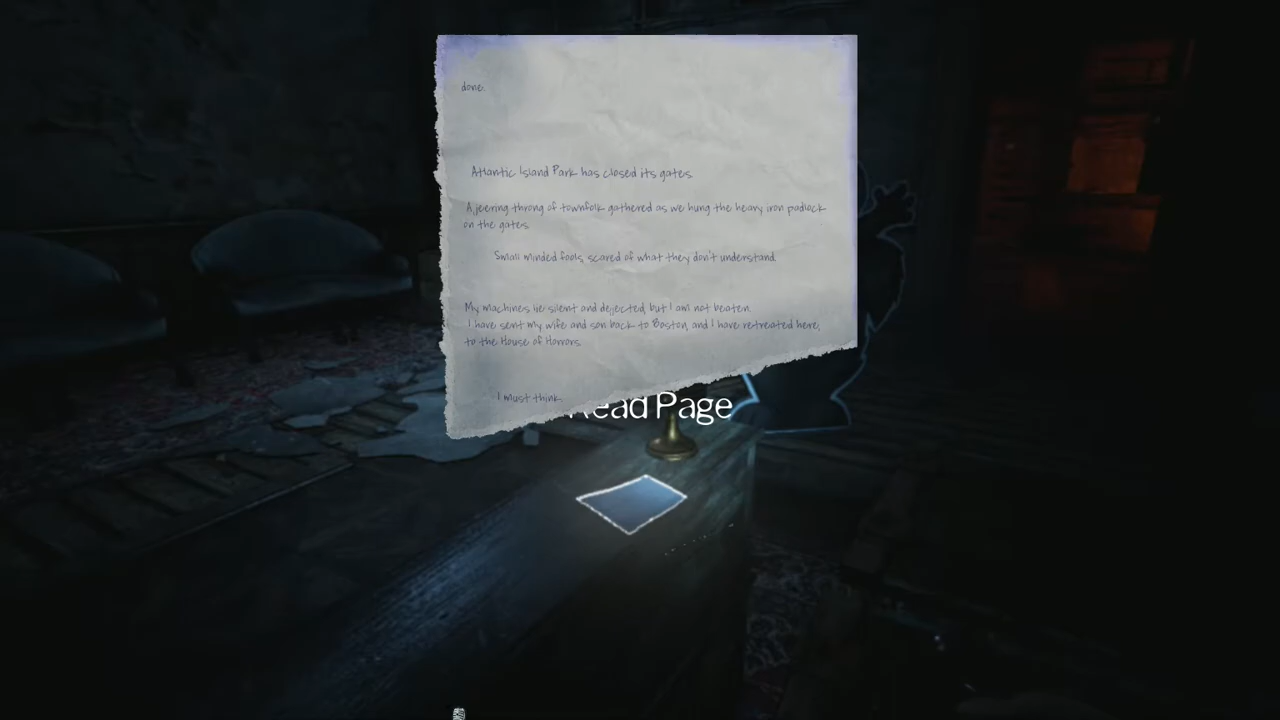 done.
Atlantic Island Park has closed its gates.
A jeering throng of townfolk gathered as we hung the heavy iron padlock
on the gates.
Small minded fools, scared of what they don't understand.
My machines lie silent and dejected, but I am not beaten.
I have sent my wife and son back to Boston, and I have retreated here,
to the House of Horrors.
I must think.
Read Page